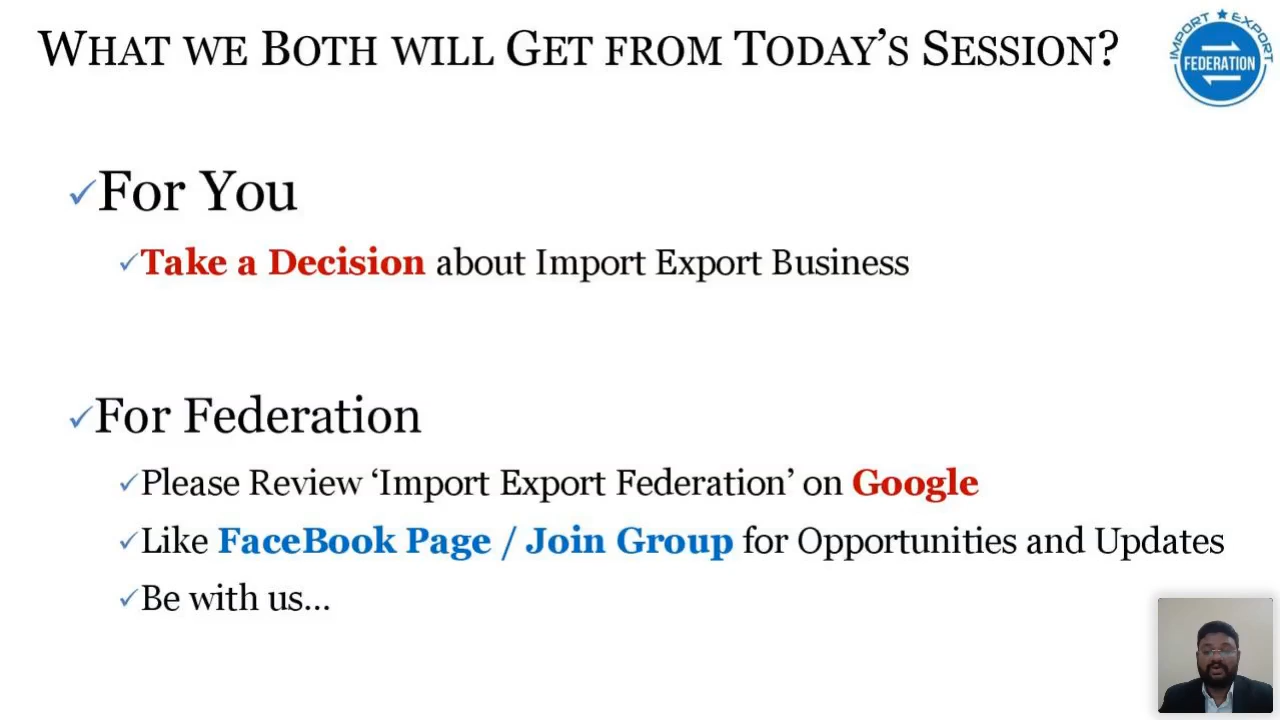 WHAT WE BOTH WILL GET FROM TODAY’S SESSION?
IMPORT ★ EXPORT
FEDERATION
✓For You
✓Take a Decision about Import Export Business
✓For Federation
✓Please Review ‘Import Export Federation’ on Google
✓Like FaceBook Page / Join Group for Opportunities and Updates
✓Be with us...